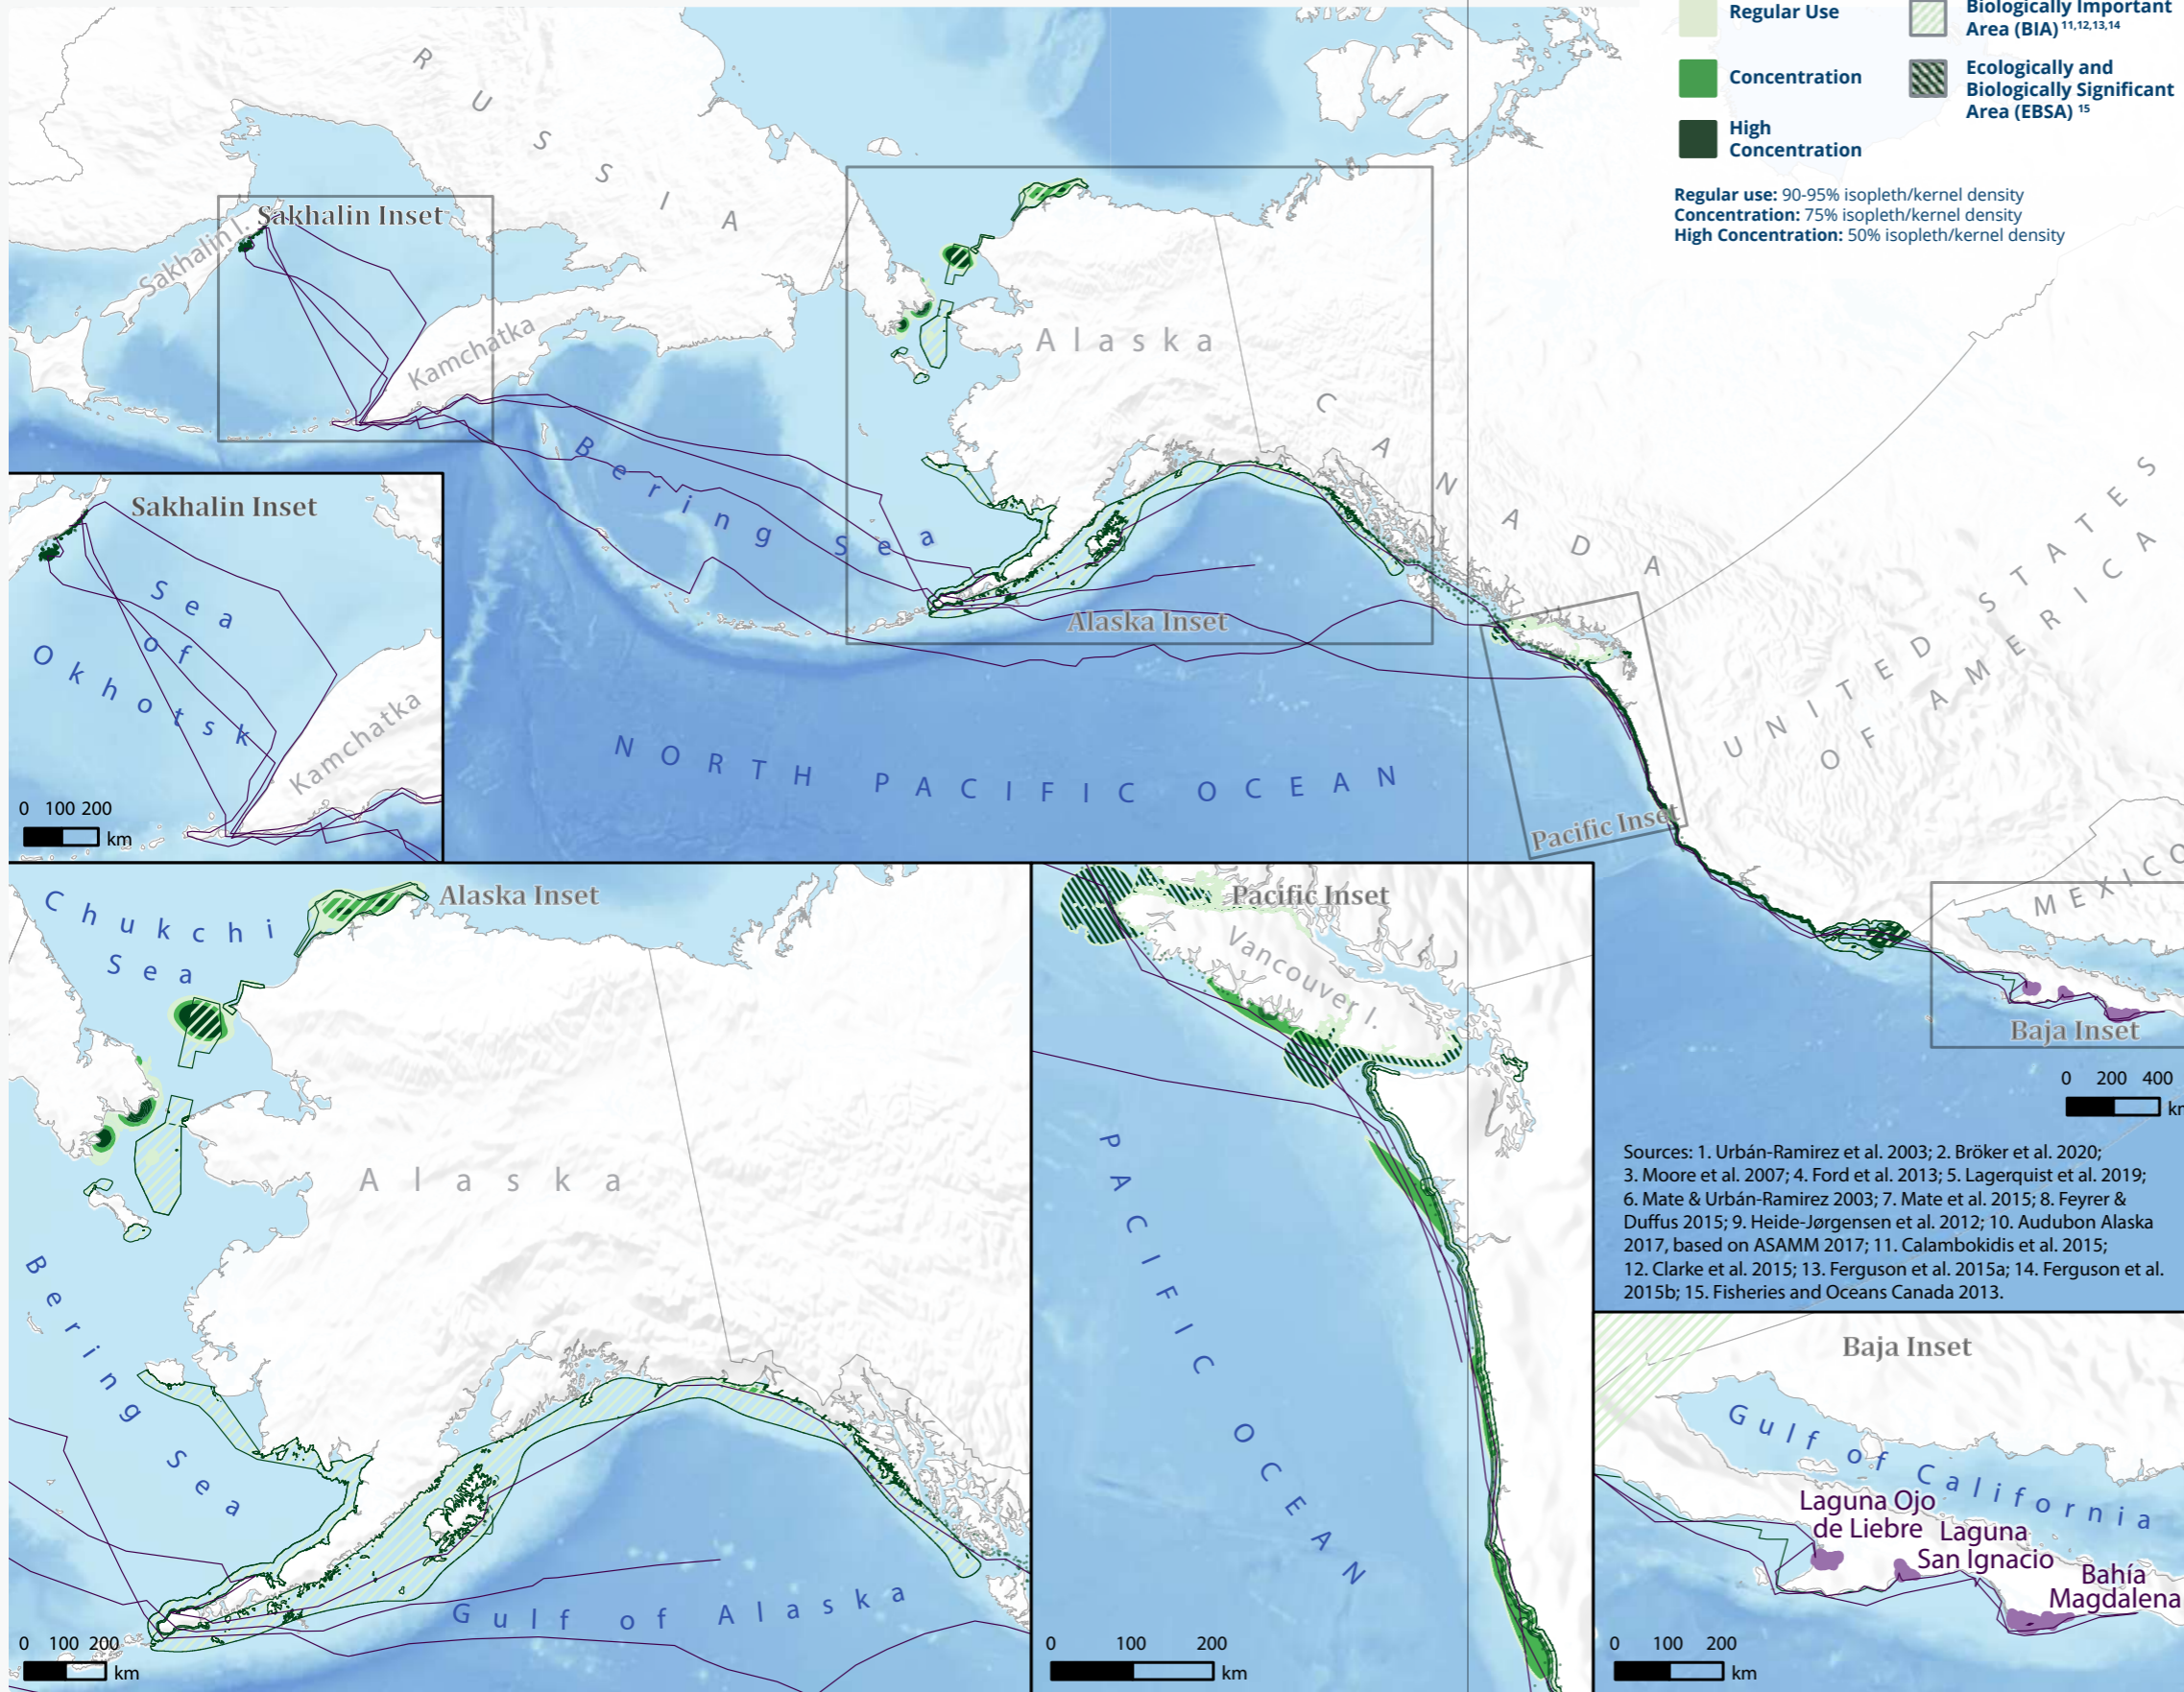 Regular Use
Concentration
High
Concentration
Biologically Important
Area (BIA) 11,12,13,14
Ecologically and
Biologically Significant
Area (EBSA) 15
Regular use: 90-95% isopleth/kernel density
Concentration: 75% isopleth/kernel density
High Concentration: 50% isopleth/kernel density
RUSSIA
Sakhalin Inset
Sakhalin I.
Kamchatka
Alaska
CANADA
Bering Sea
Alaska Inset
UNITED STATES
OF AMERICA
NORTH PACIFIC OCEAN
Pacific Inset
MEXICO
Baja Inset
0 200 400
Sakhalin Inset
Sea
of
Okhotsk
Kamchatka
0 100 200
km
Alaska Inset
Chukchi
Sea
Alaska
Bering Sea
Gulf of Alaska
0 100 200
km
Pacific Inset
Vancouver I.
PACIFIC OCEAN
0 100 200
km
Sources: 1. Urbán-Ramirez et al. 2003; 2. Bröker et al. 2020;
3. Moore et al. 2007; 4. Ford et al. 2013; 5. Lagerquist et al. 2019;
6. Mate & Urbán-Ramirez 2003; 7. Mate et al. 2015; 8. Feyrer &
Duffus 2015; 9. Heide-Jørgensen et al. 2012; 10. Audubon Alaska
2017, based on ASAMM 2017; 11. Calambokidis et al. 2015;
12. Clarke et al. 2015; 13. Ferguson et al. 2015a; 14. Ferguson et al.
2015b; 15. Fisheries and Oceans Canada 2013.
Baja Inset
Gulf of California
Laguna Ojo
de Liebre
Laguna
San Ignacio
Bahía
Magdalena
0 100 200
km